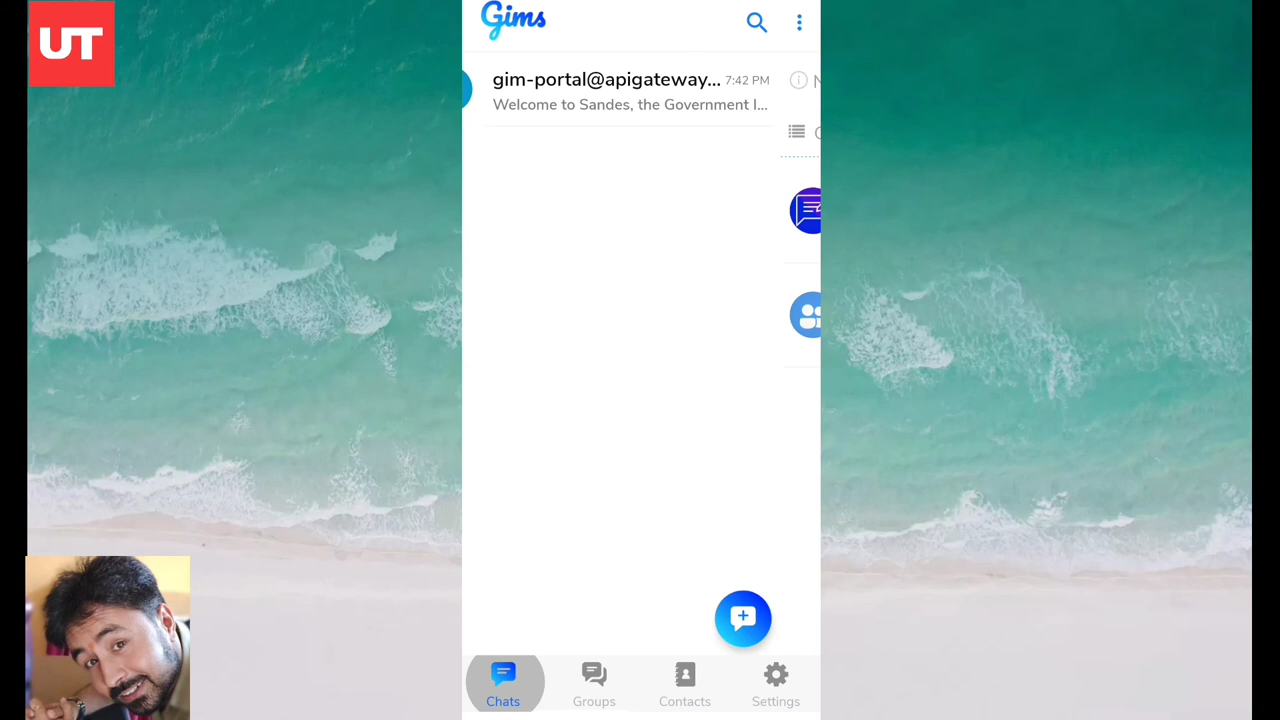 UT
Gims
gim-portal@apigateway... 7:42 PM
Welcome to Sandes, the Government I...
Chats
Groups
Contacts
Settings